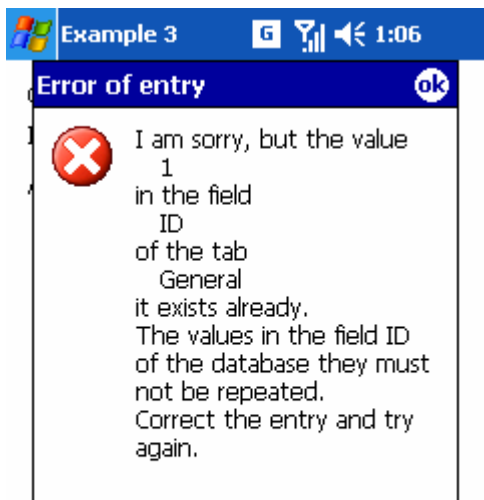 Example 3 G 1:06
Error of entry ok
I am sorry, but the value
1
in the field
ID
of the tab
General
it exists already.
The values in the field ID
of the database they must
not be repeated.
Correct the entry and try
again.